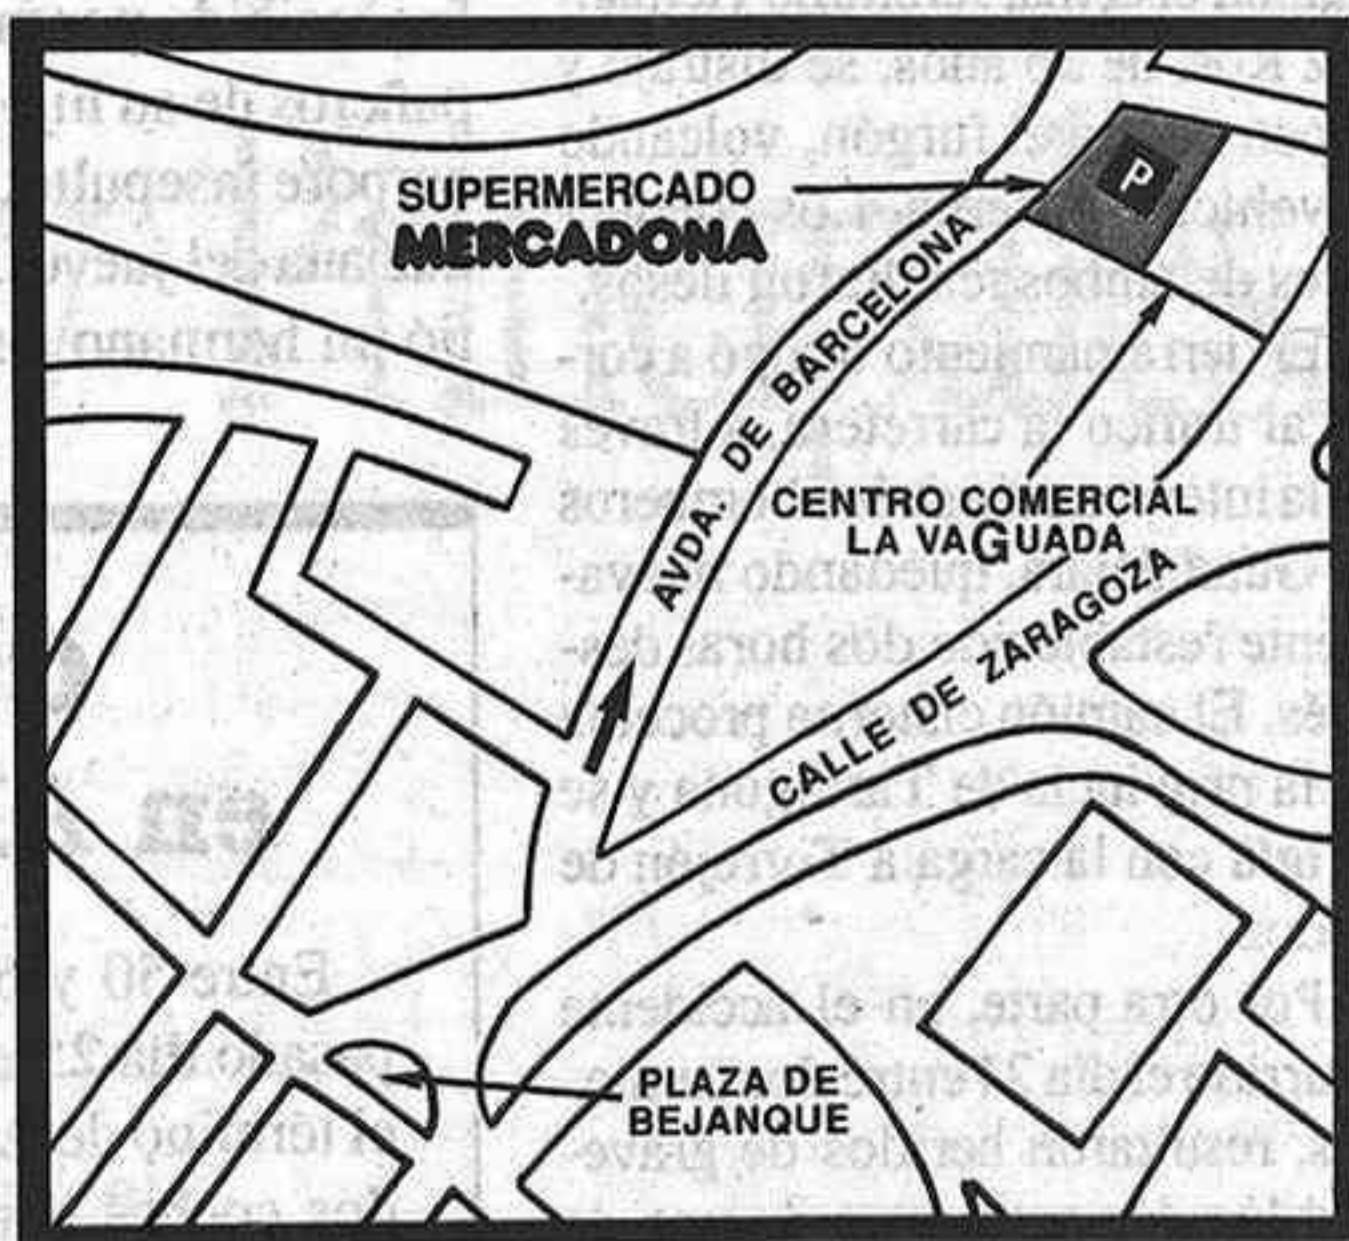 SUPERMERCADO
MERCADONA
P
AVDA. DE BARCELONA
CENTRO COMERCIAL
LA VAGUADA
CALLE DE ZARAGOZA
PLAZA DE
BEJANQUE